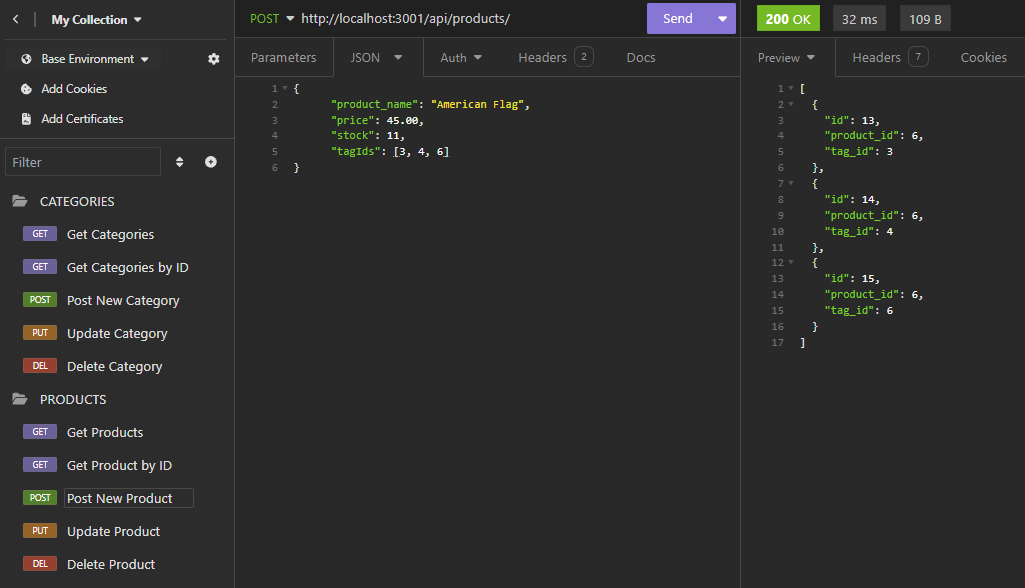 My Collection
Base Environment
Add Cookies
Add Certificates
Filter
CATEGORIES
GET Get Categories
GET Get Categories by ID
POST Post New Category
PUT Update Category
DEL Delete Category
PRODUCTS
GET Get Products
GET Get Product by ID
POST Post New Product
PUT Update Product
DEL Delete Product
POST http://localhost:3001/api/products/ Send
Parameters JSON Auth Headers 2 Docs
1 {
2 "product_name": "American Flag",
3 "price": 45.00,
4 "stock": 11,
5 "tagIds": [3, 4, 6]
6 }
200 OK 32 ms 109 B
Preview Headers 7 Cookies
1 [
2 {
3 "id": 13,
4 "product_id": 6,
5 "tag_id": 3
6 },
7 {
8 "id": 14,
9 "product_id": 6,
10 "tag_id": 4
11 },
12 {
13 "id": 15,
14 "product_id": 6,
15 "tag_id": 6
16 }
17 ]